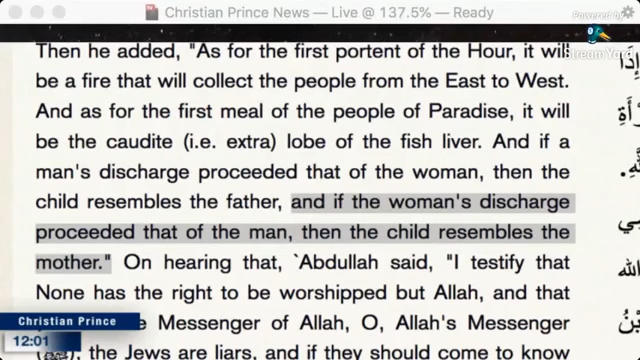 Christian Prince News — Live @ 137.5% — Ready
Powered by
StreamYard
Then he added, "As for the first portent of the Hour, it will
be a fire that will collect the people from the East to West.
And as for the first meal of the people of Paradise, it will
be the caudite (i.e. extra) lobe of the fish liver. And if a
man's discharge proceeded that of the woman, then the
child resembles the father, and if the woman's discharge
proceeded that of the man, then the child resembles the
mother." On hearing that, `Abdullah said, "I testify that
None has the right to be worshipped but Allah, and that
Messenger of Allah, O, Allah's Messenger
(ﷺ), the Jews are liars, and if they should come to know
Christian Prince
12:01
إِذَا
الله